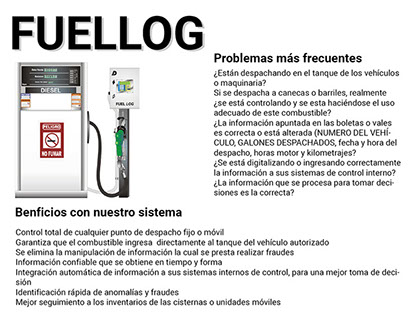 FUELLOG
Problemas más frecuentes
¿Están despachando en el tanque de los vehículos
o maquinaria?
Si se despacha a canecas o barriles, realmente
¿se está controlando y se esta haciéndose el uso
adecuado de este combustible?
¿La información apuntada en las boletas o vales
es correcta o está alterada (NUMERO DEL VEHÍ-
CULO, GALONES DESPACHADOS, fecha y hora del
despacho, horas motor y kilometrajes?
¿Se está digitalizando o ingresando correctamente
la información a sus sistemas de control interno?
¿La información que se procesa para tomar deci-
siones es la correcta?
DIESEL
FUEL LOG
PELIGRO
NO FUMAR
Benficios con nuestro sistema
Control total de cualquier punto de despacho fijo o móvil
Garantiza que el combustible ingresa directamente al tanque del vehículo autorizado
Se elimina la manipulación de información la cual se presta realizar fraudes
Información confiable que se obtiene en tiempo y forma
Integración automática de información a sus sistemas internos de control, para una mejor toma de deci-
sión
Identificación rápida de anomalías y fraudes
Mejor seguimiento a los inventarios de las cisternas o unidades móviles